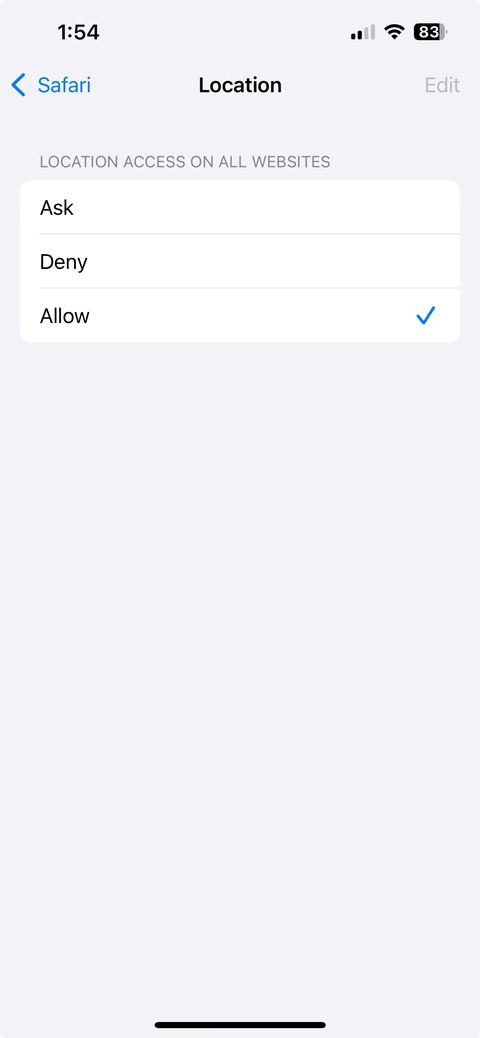 1:54
83
Safari
Location
Edit
LOCATION ACCESS ON ALL WEBSITES
Ask
Deny
Allow